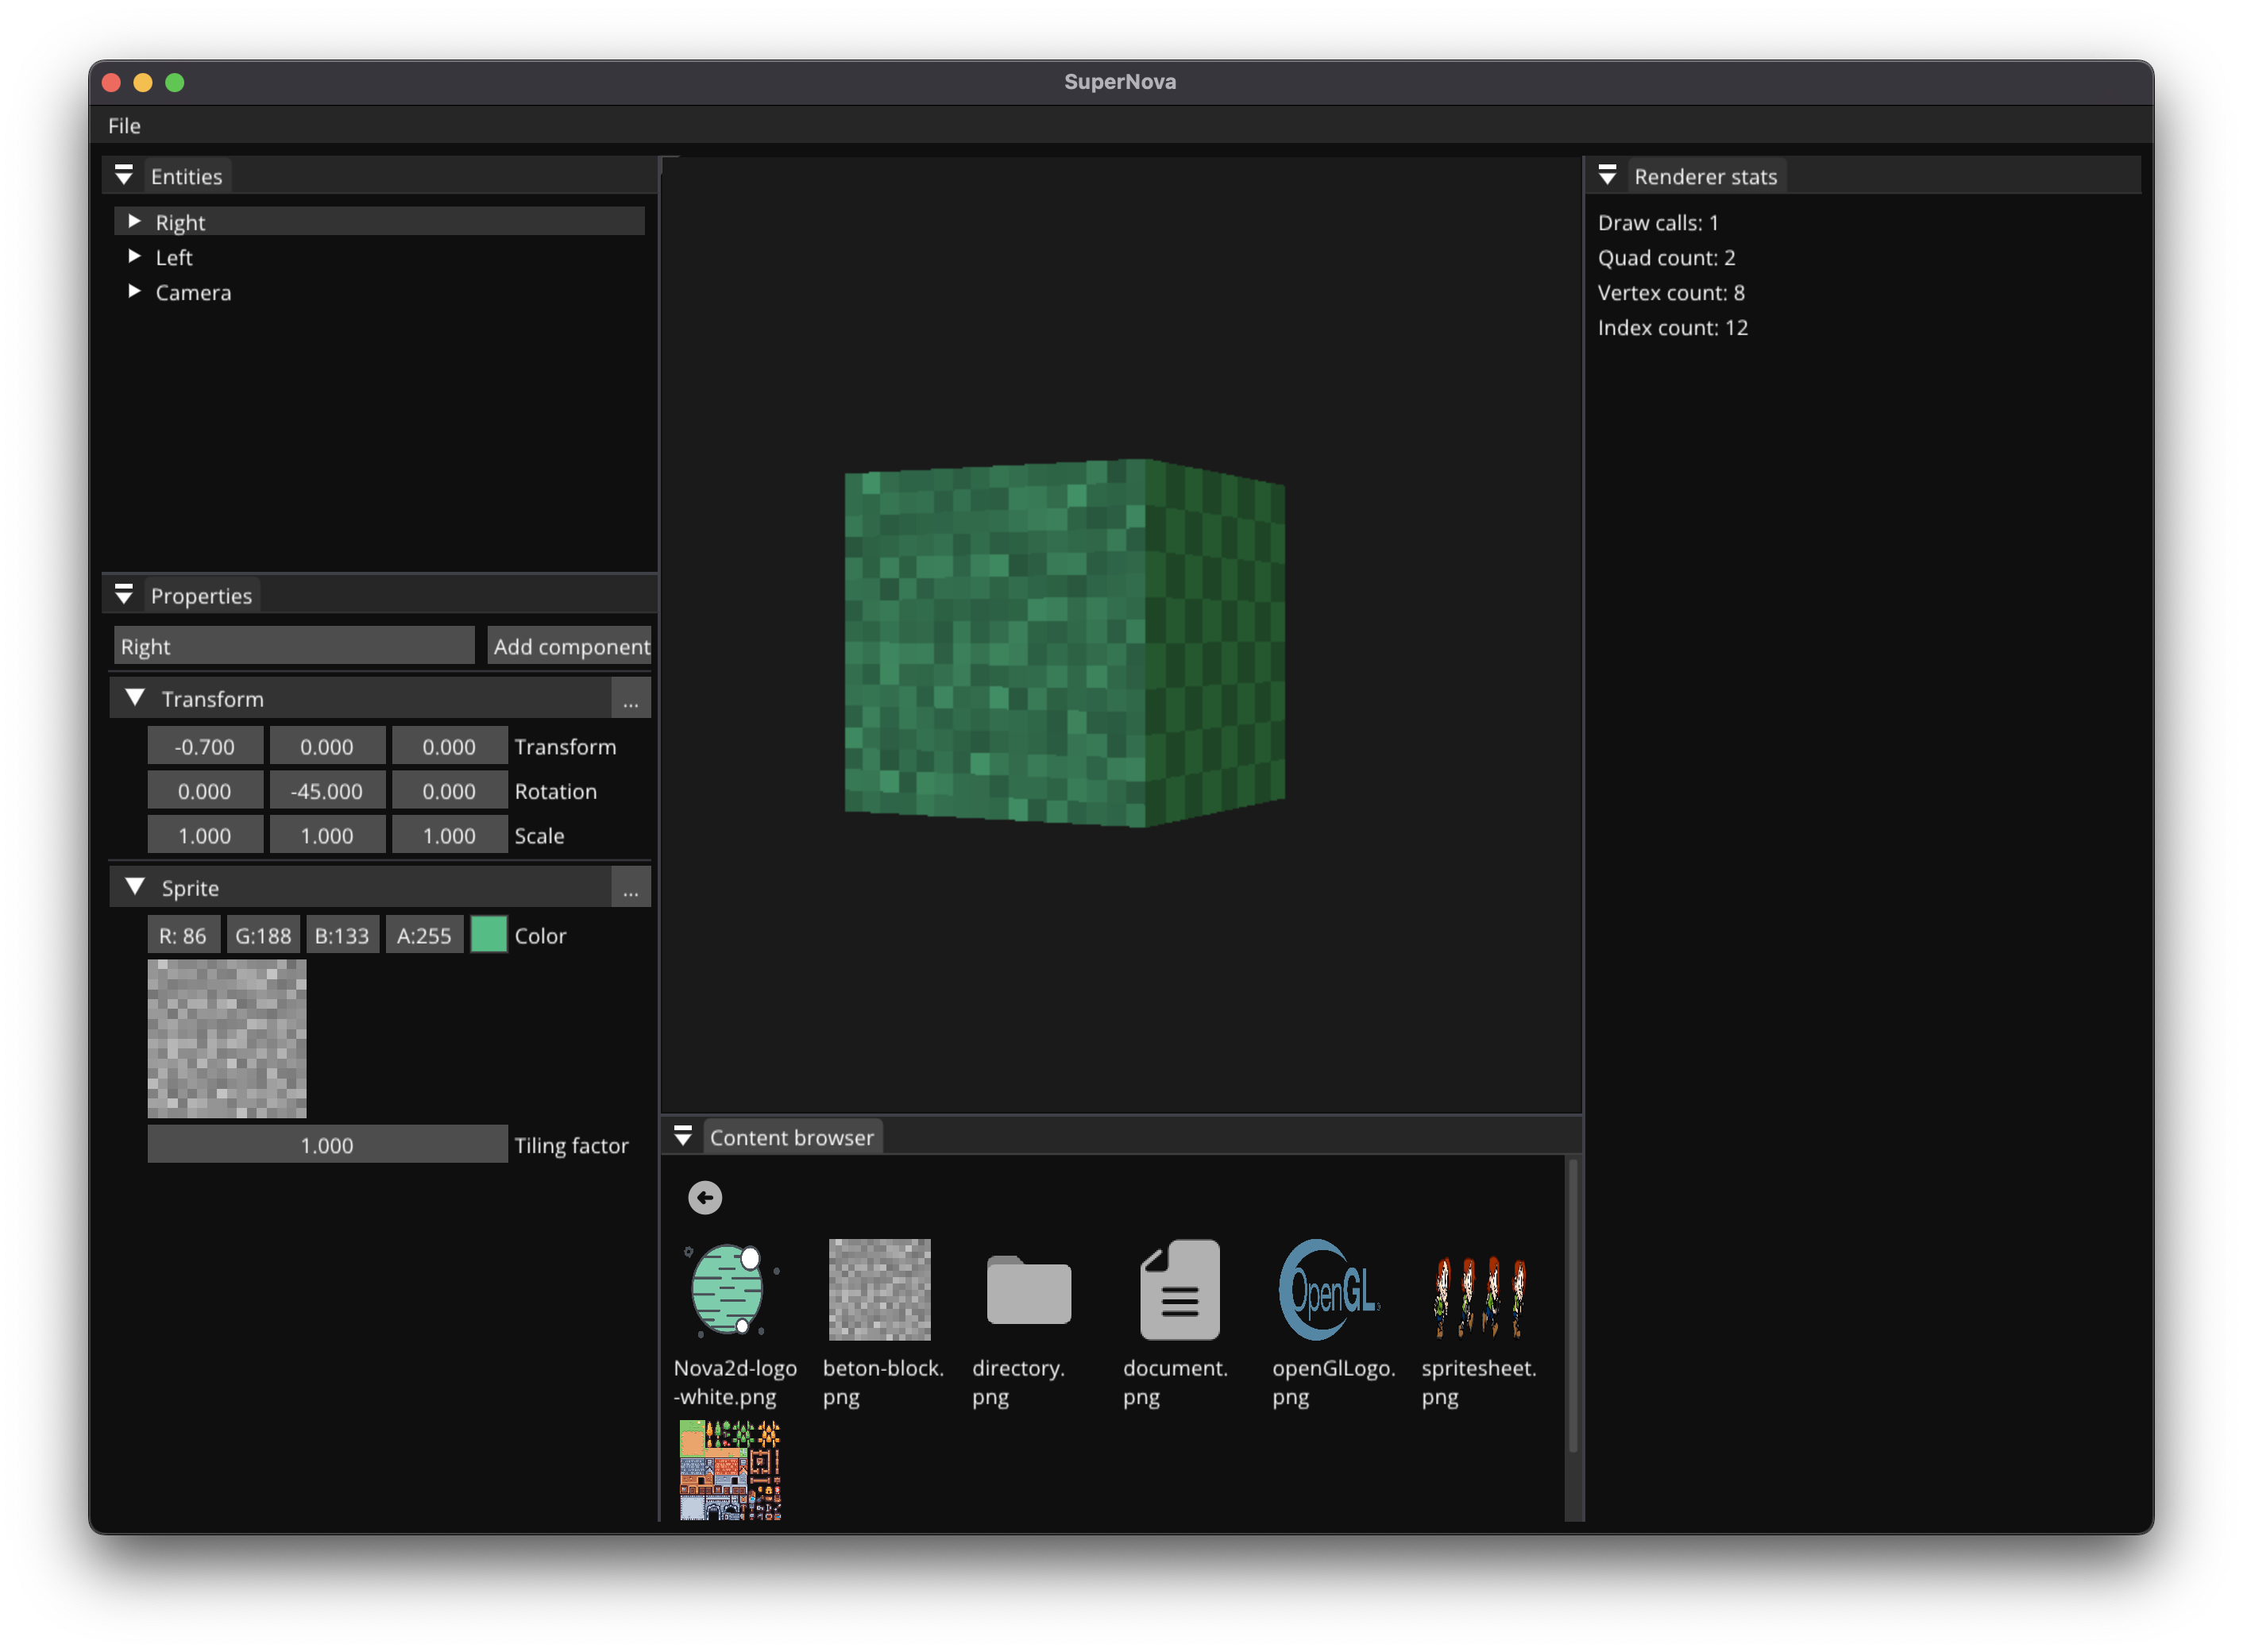 SuperNova
File
Entities
Right
Left
Camera
Properties
Right Add component
Transform ...
-0.700 0.000 0.000 Transform
0.000 -45.000 0.000 Rotation
1.000 1.000 1.000 Scale
Sprite ...
R: 86 G:188 B:133 A:255 Color
1.000 Tiling factor
Content browser
OpenGL
Nova2d-logo
-white.png
beton-block.
png
directory.
png
document.
png
openGlLogo.
png
spritesheet.
png
Renderer stats
Draw calls: 1
Quad count: 2
Vertex count: 8
Index count: 12